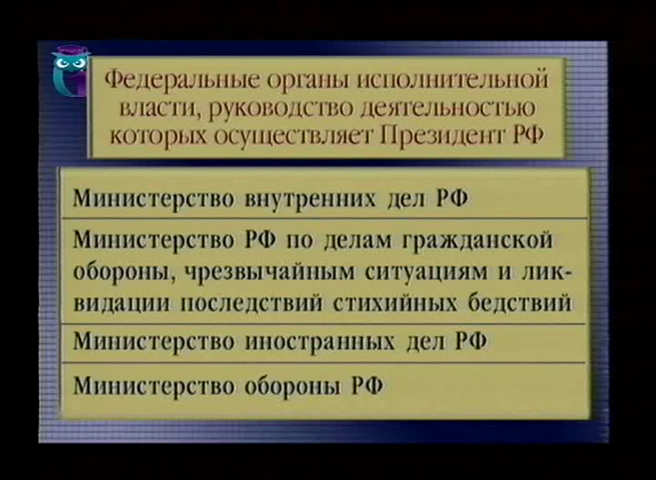 Федеральные органы исполнительной
власти, руководство деятельностью
которых осуществляет Президент РФ
Министерство внутренних дел РФ
Министерство РФ по делам гражданской
обороны, чрезвычайным ситуациям и лик-
видации последствий стихийных бедствий
Министерство иностранных дел РФ
Министерство обороны РФ